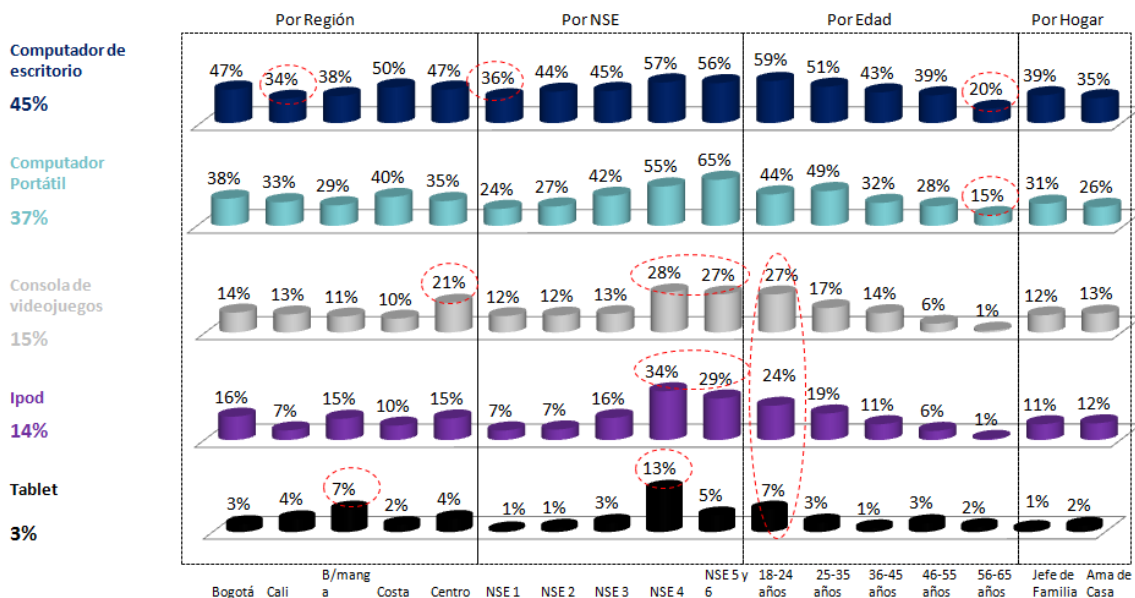 Por Región Por NSE Por Edad Por Hogar
Computador de
escritorio
45%
47% 34% 38% 50% 47% 36% 44% 45% 57% 56% 59% 51% 43% 39% 20% 39% 35%
Computador
Portátil
37%
38% 33% 29% 40% 35% 24% 27% 42% 55% 65% 44% 49% 32% 28% 15% 31% 26%
Consola de
videojuegos
15%
14% 13% 11% 10% 21% 12% 12% 13% 28% 27% 27% 17% 14% 6% 1% 12% 13%
Ipod
14%
16% 7% 15% 10% 15% 7% 7% 16% 34% 29% 24% 19% 11% 6% 1% 11% 12%
Tablet
3%
3% 4% 7% 2% 4% 1% 1% 3% 13% 5% 7% 3% 1% 3% 2% 1% 2%
Bogotá Cali B/mang
a Costa Centro NSE 1 NSE 2 NSE 3 NSE 4 NSE 5 y
6 18-24
años 25-35
años 36-45
años 46-55
años 56-65
años Jefe de
Familia Ama de
Casa